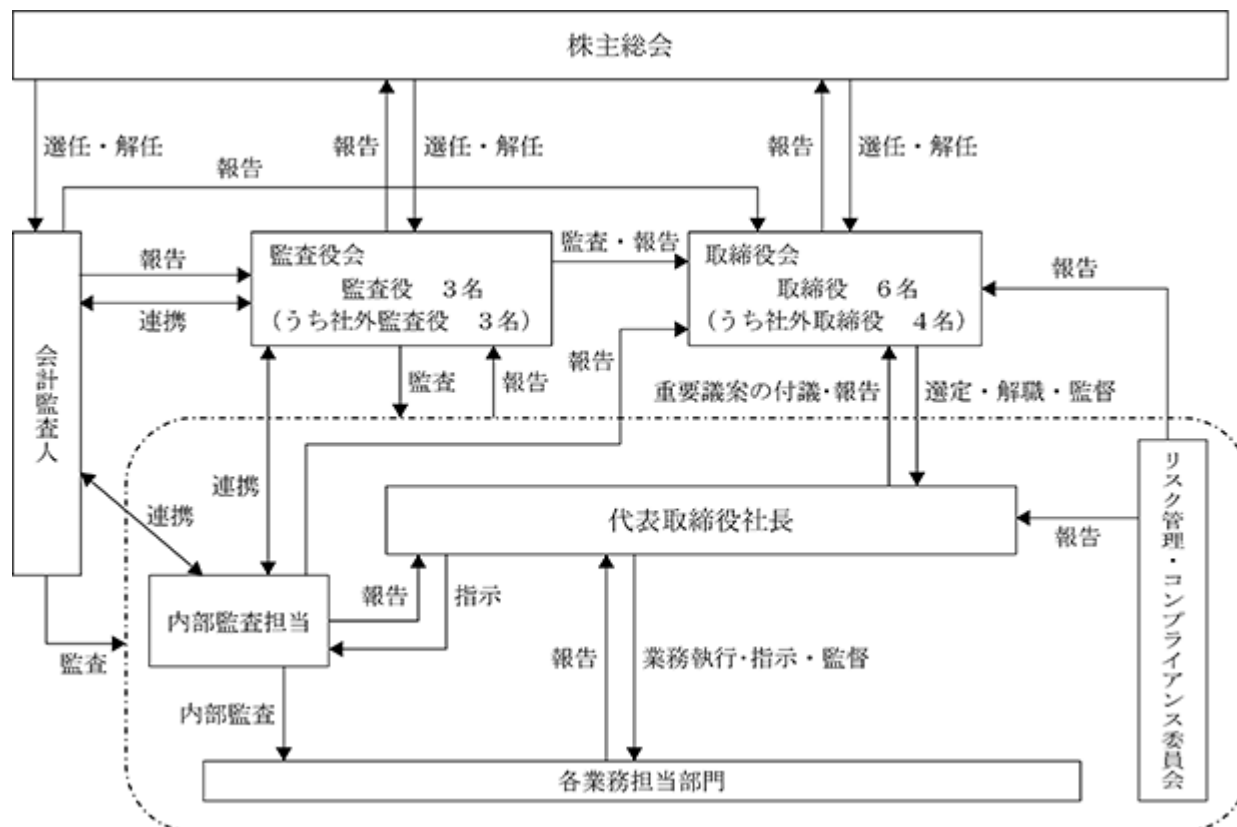 株主総会
選任・解任
報告
選任・解任
報告
選任・解任
報告
監査役会
監査役　３名
（うち社外監査役　３名）
監査・報告
取締役会
取締役　６名
（うち社外取締役　４名）
報告
報告
連携
会計監査人
監査
報告
報告
重要議案の付議・報告
選定・解職・監督
連携
連携
代表取締役社長
報告
リスク管理・コンプライアンス委員会
内部監査担当
報告
指示
監査
報告
業務執行・指示・監督
内部監査
各業務担当部門